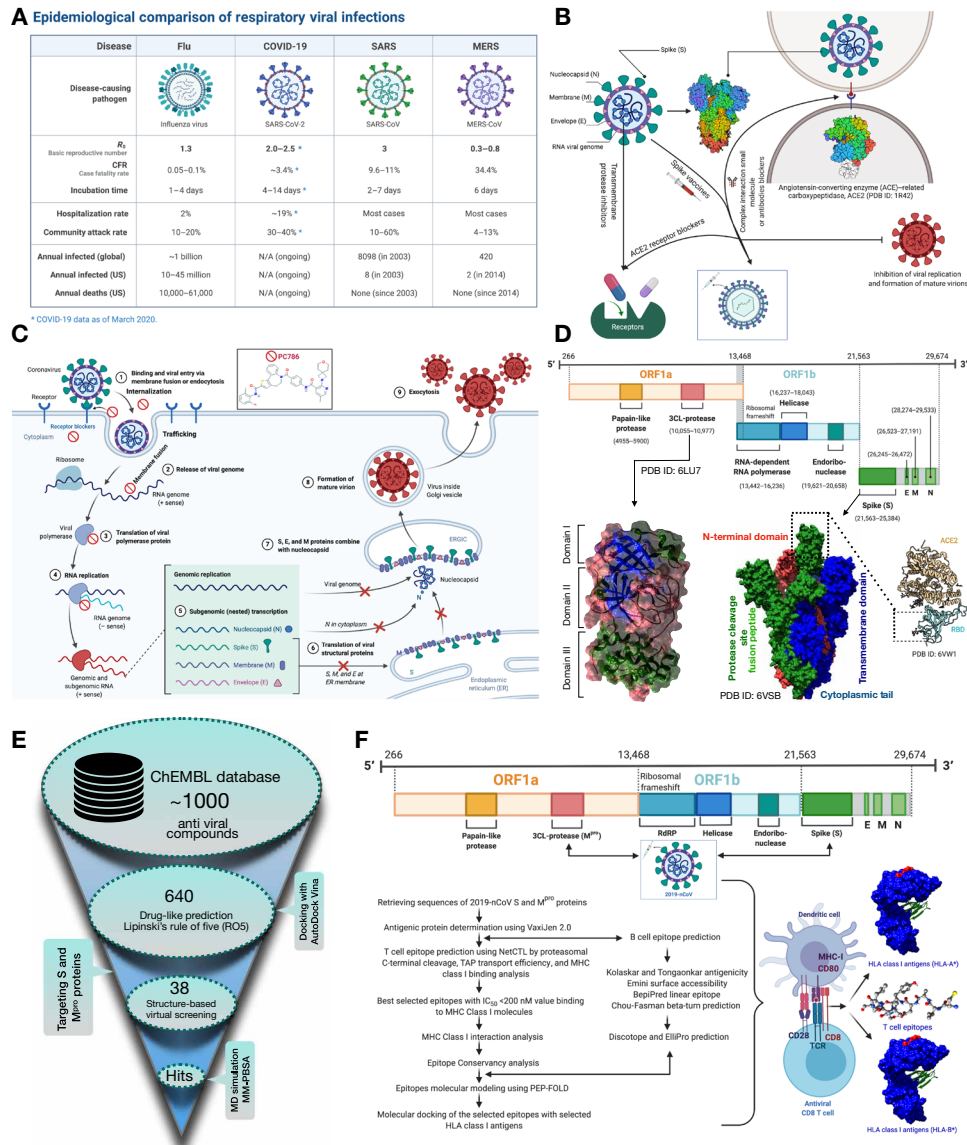 A Epidemiological comparison of respiratory viral infections
Disease Flu COVID-19 SARS MERS
Disease-causing
pathogen
Influenza virus SARS-CoV-2 SARS-CoV MERS-CoV
R₀
Basic reproductive number
1.3 2.0–2.5 * 3 0.3–0.8
CFR
Case fatality rate
0.05–0.1% ~3.4% * 9.6–11% 34.4%
Incubation time 1–4 days 4–14 days * 2–7 days 6 days
Hospitalization rate 2% ~19% * Most cases Most cases
Community attack rate 10–20% 30–40% * 10–60% 4–13%
Annual infected (global) ~1 billion N/A (ongoing) 8098 (in 2003) 420
Annual infected (US) 10–45 million N/A (ongoing) 8 (in 2003) 2 (in 2014)
Annual deaths (US) 10,000–61,000 N/A (ongoing) None (since 2003) None (since 2014)
* COVID-19 data as of March 2020.
B
Spike (S)
Nucleocapsid (N)
Membrane (M)
Envelope (E)
RNA viral genome
Transmembrane
protease inhibitors
Spike vaccines
Complex interaction small
molecule
or antibodies blockers
ACE2 receptor blockers
Angiotensin-converting enzyme (ACE)–related
carboxypeptidase, ACE2 (PDB ID: 1R42)
Inhibition of viral replication
and formation of mature virions
Receptors
C
Coronavirus
1 Binding and viral entry via
membrane fusion or endocytosis
Internalization
PC786
9 Exocytosis
Receptor
Receptor blockers
Cytoplasm
Trafficking
Membrane fusion
Ribosome
2 Release of viral genome
RNA genome
(+ sense)
8 Formation of
mature virion
Virus inside
Golgi vesicle
Viral
polymerase
3 Translation of viral
polymerase protein
7 S, E, and M proteins combine
with nucleocapsid
ERGIC
4 RNA replication
RNA genome
(− sense)
Genomic replication
Viral genome
Nucleocapsid
N
5 Subgenomic (nested) transcription
Nucleocapsid (N)
N in cytoplasm
Spike (S)
6 Translation of viral
structural proteins
Membrane (M)
Envelope (E)
S, M, and E at
ER membrane
M
S
Genomic and
subgenomic RNA
(+ sense)
Endoplasmic
reticulum (ER)
D
266 13,468 21,563 29,674
5′ 3′
ORF1a ORF1b
Papain-like
protease
(4955–5900)
3CL-protease
(10,055–10,977)
Ribosomal
frameshift
(16,237–18,043)
Helicase
RNA-dependent
RNA polymerase
(13,442–16,236)
Endoribo-
nuclease
(19,621–20,658)
(28,274–29,533)
(26,523–27,191)
(26,245–26,472)
E M N
Spike (S)
(21,563–25,384)
PDB ID: 6LU7
Domain I
Domain II
Domain III
N-terminal domain
Protease cleavage
site
fusion peptide
Transmembrane domain
Cytoplasmic tail
PDB ID: 6VSB
ACE2
RBD
PDB ID: 6VW1
E
ChEMBL database
~1000
anti viral
compounds
640
Drug-like prediction
Lipinski's rule of five (RO5)
Docking with
AutoDock Vina
Targeting S and
Mpro proteins
38
Structure-based
virtual screening
Hits
MD simulation
MM-PBSA
F
266 13,468 21,563 29,674
5′ 3′
ORF1a ORF1b
Ribosomal
frameshift
Papain-like
protease
3CL-protease (Mpro)
RdRP
Helicase
Endoribo-
nuclease
Spike (S)
E M N
2019-nCoV
Retrieving sequences of 2019-nCoV S and Mpro proteins
Antigenic protein determination using VaxiJen 2.0
T cell epitope prediction using NetCTL by proteasomal
C-terminal cleavage, TAP transport efficiency, and MHC
class I binding analysis
Best selected epitopes with IC50 <200 nM value binding
to MHC Class I molecules
MHC Class I interaction analysis
Epitope Conservancy analysis
Epitopes molecular modeling using PEP-FOLD
Molecular docking of the selected epitopes with selected
HLA class I antigens
B cell epitope prediction
Kolaskar and Tongaonkar antigenicity
Emini surface accessibility
BepiPred linear epitope
Chou-Fasman beta-turn prediction
Discotope and ElliPro prediction
Dendritic cell
MHC-I
CD80
CD28
CD8
TCR
Antiviral
CD8 T cell
HLA class I antigens (HLA-A*)
T cell epitopes
HLA class I antigens (HLA-B*)